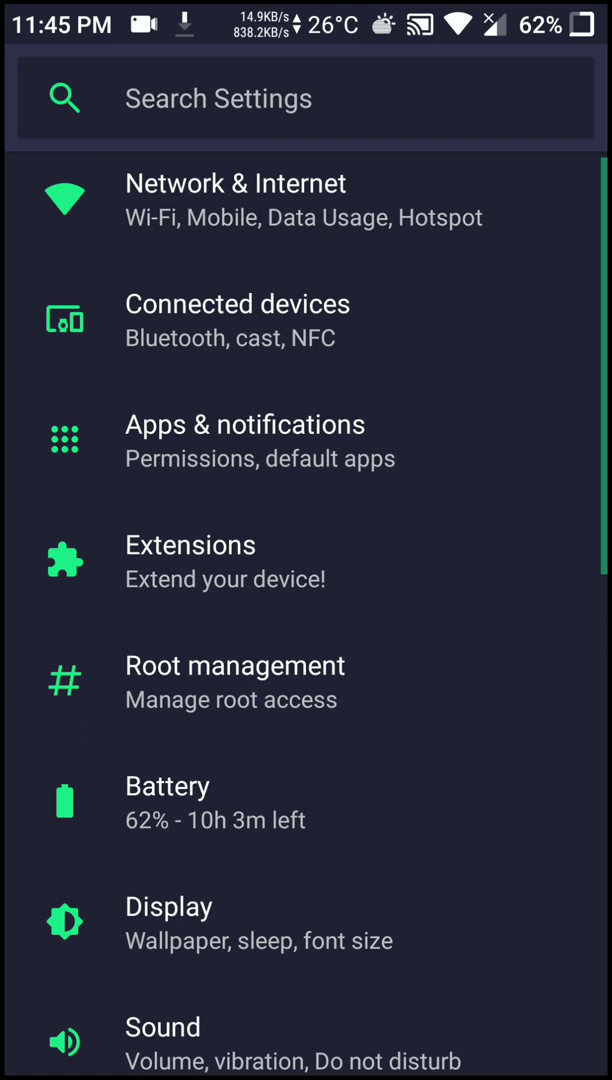 11:45 PM 14.9KB/s 26°C 62%
838.2KB/s
Search Settings
Network & Internet
Wi-Fi, Mobile, Data Usage, Hotspot
Connected devices
Bluetooth, cast, NFC
Apps & notifications
Permissions, default apps
Extensions
Extend your device!
Root management
Manage root access
Battery
62% - 10h 3m left
Display
Wallpaper, sleep, font size
Sound
Volume, vibration, Do not disturb